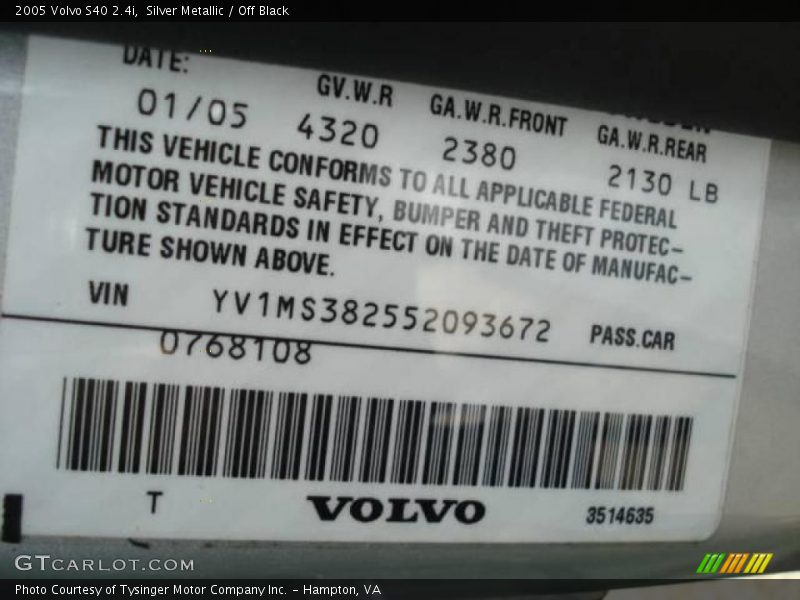 2005 Volvo S40 2.4i,  Silver Metallic / Off Black
DATE:
GV.W.R
GA.W.R.FRONT
GA.W.R.REAR
01/05
4320
2380
2130 LB
THIS VEHICLE CONFORMS TO ALL APPLICABLE FEDERAL
MOTOR VEHICLE SAFETY, BUMPER AND THEFT PROTEC-
TION STANDARDS IN EFFECT ON THE DATE OF MANUFAC-
TURE SHOWN ABOVE.
VIN YV1MS382552093672 PASS.CAR
0768108
T VOLVO 3514635
GTCARLOT.COM
Photo Courtesy of Tysinger Motor Company Inc. - Hampton, VA